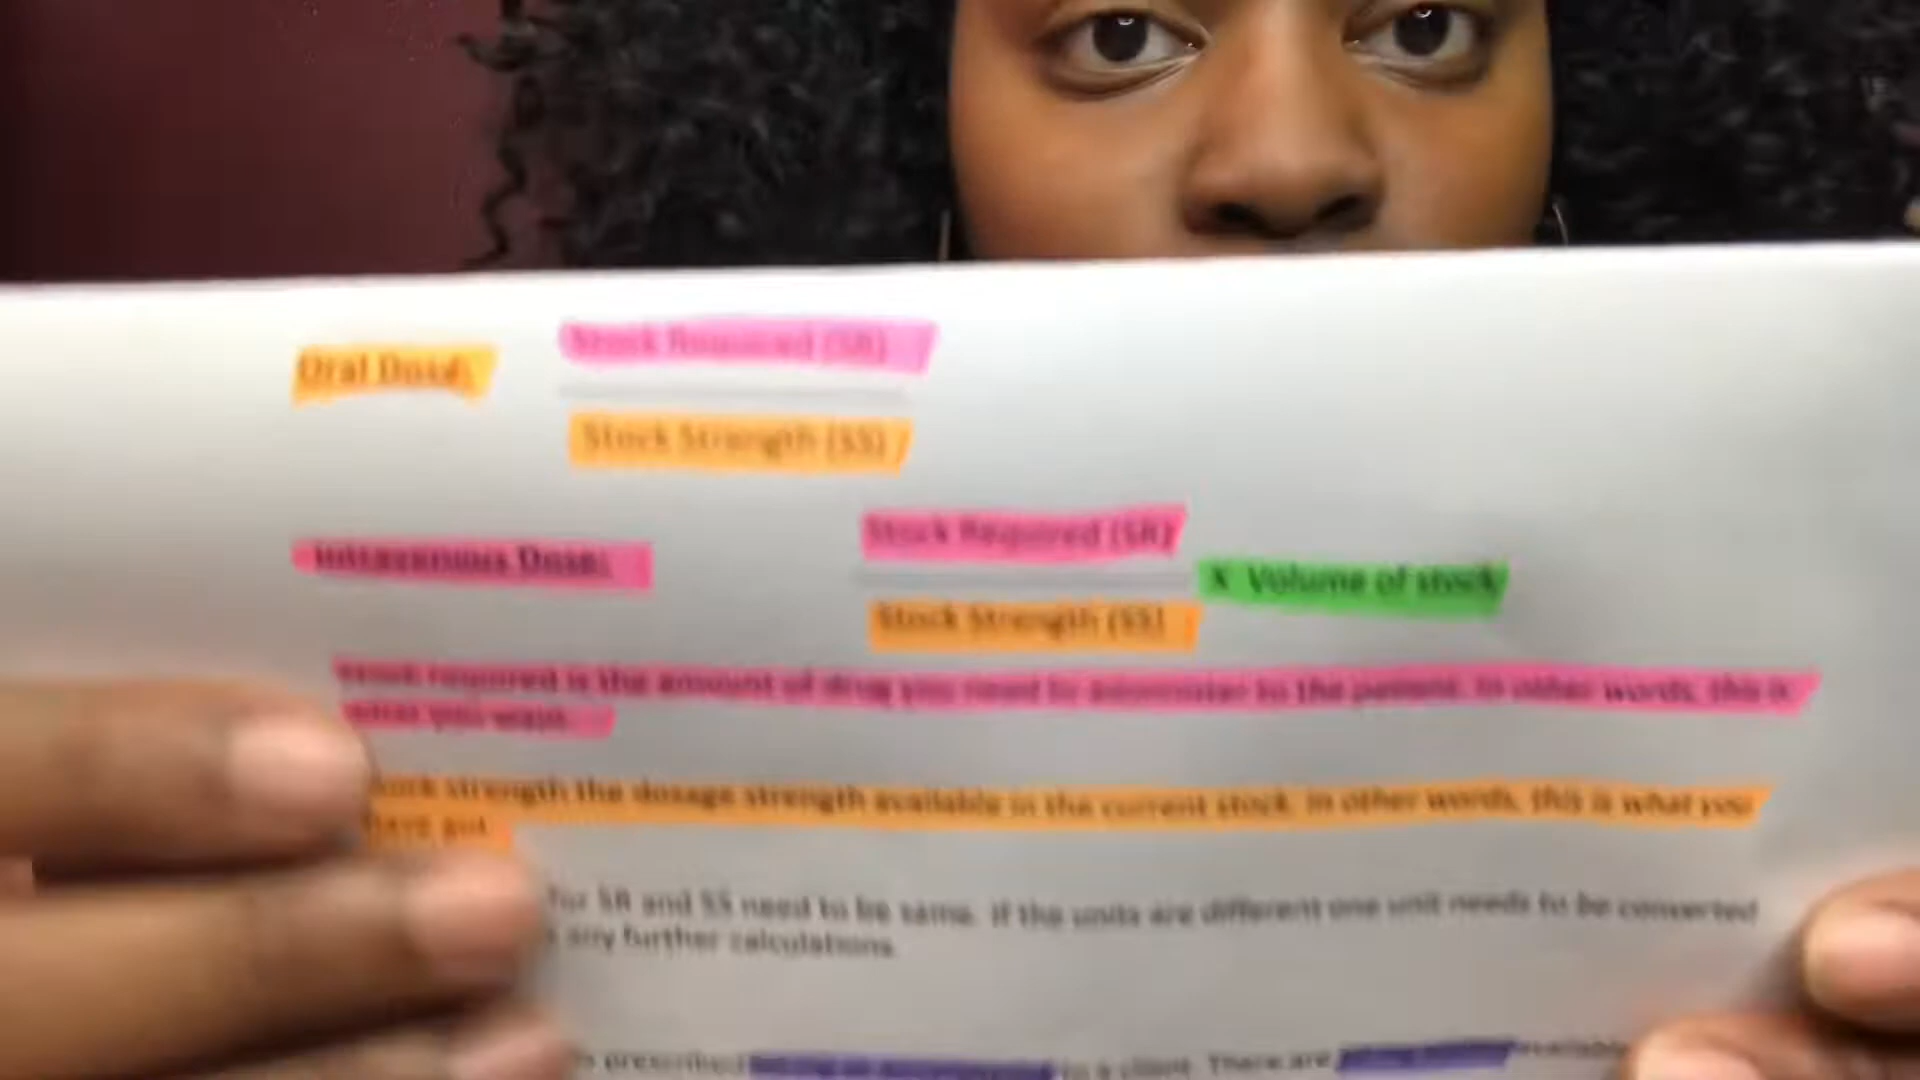 Oral Dose:
Stock Required (SR)
Stock Strength (SS)
Intravenous Dose:
Stock Required (SR)
X Volume of stock
Stock Strength (SS)
Stock required is the amount of drug you need to administer to the patient. In other words, this is
what you want.
Stock strength the dosage strength available in the current stock. In other words, this is what you
have got.
for SR and SS need to be same. If the units are different one unit needs to be converted
any further calculations.
prescribed to a client. There are available